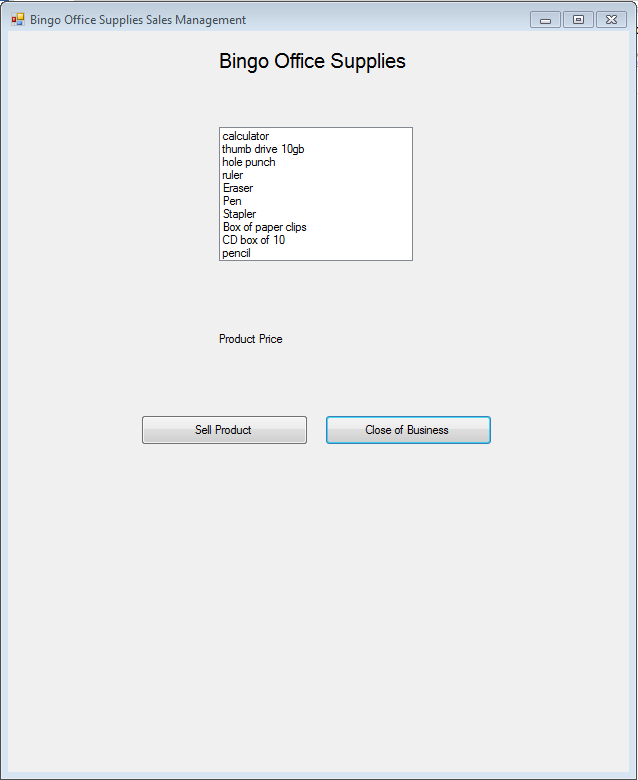 Bingo Office Supplies Sales Management
Bingo Office Supplies
calculator
thumb drive 10gb
hole punch
ruler
Eraser
Pen
Stapler
Box of paper clips
CD box of 10
pencil
Product Price
Sell Product
Close of Business